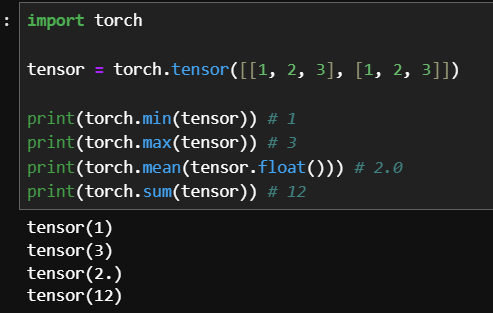 : import torch
tensor = torch.tensor([[1, 2, 3], [1, 2, 3]])
print(torch.min(tensor)) # 1
print(torch.max(tensor)) # 3
print(torch.mean(tensor.float())) # 2.0
print(torch.sum(tensor)) # 12
tensor(1)
tensor(3)
tensor(2.)
tensor(12)